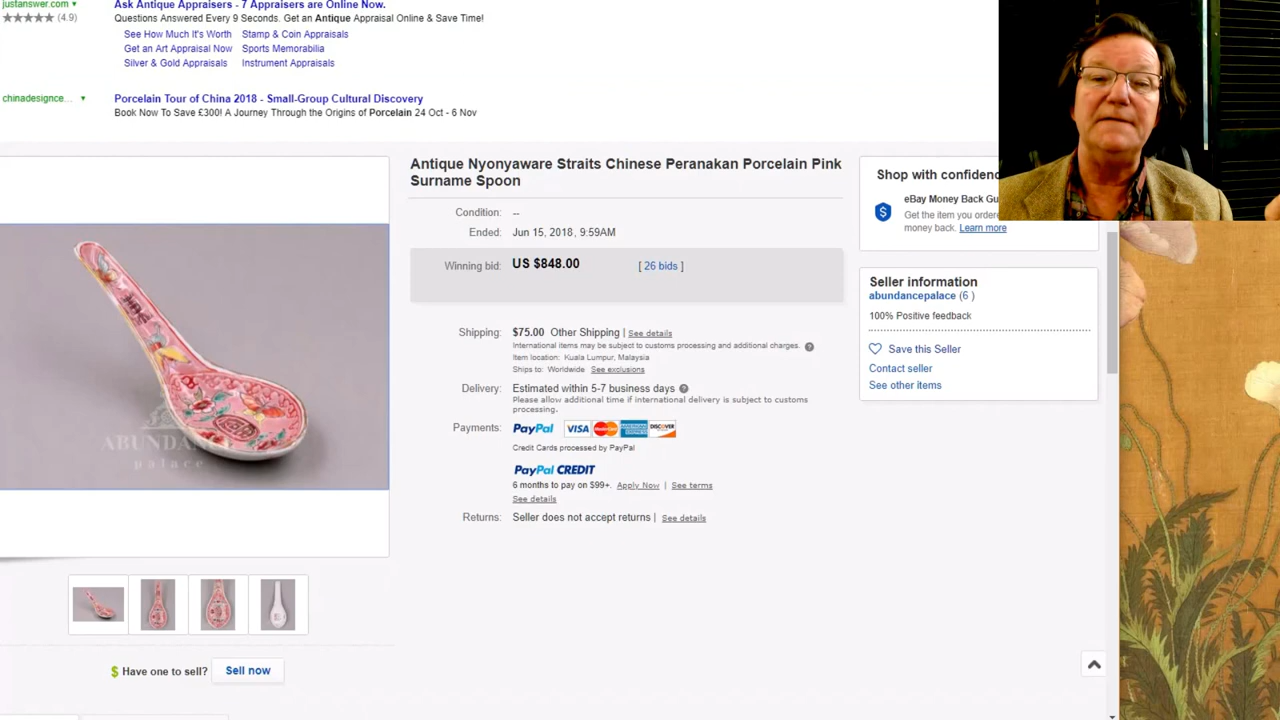 justanswer.com
(4.9)
Ask Antique Appraisers - 7 Appraisers are Online Now.
Questions Answered Every 9 Seconds. Get an Antique Appraisal Online & Save Time!
See How Much It's Worth
Stamp & Coin Appraisals
Get an Art Appraisal Now
Sports Memorabilia
Silver & Gold Appraisals
Instrument Appraisals
chinadesignce...
Porcelain Tour of China 2018 - Small-Group Cultural Discovery
Book Now To Save £300! A Journey Through the Origins of Porcelain 24 Oct - 6 Nov
Antique Nyonyaware Straits Chinese Peranakan Porcelain Pink
Surname Spoon
Condition: --
Ended: Jun 15, 2018, 9:59AM
Winning bid: US $848.00 [ 26 bids ]
Shipping: $75.00 Other Shipping | See details
International items may be subject to customs processing and additional charges.
Item location: Kuala Lumpur, Malaysia
Ships to: Worldwide See exclusions
Delivery: Estimated within 5-7 business days
Please allow additional time if international delivery is subject to customs
processing.
Payments: PayPal VISA MasterCard AMERICAN EXPRESS DISCOVER
Credit Cards processed by PayPal
PayPal CREDIT
6 months to pay on $99+. Apply Now | See terms
See details
Returns: Seller does not accept returns | See details
Shop with confidenc
eBay Money Back Gu
Get the item you ordere
money back. Learn more
Seller information
abundancepalace (6 )
100% Positive feedback
Save this Seller
Contact seller
See other items
ABUNDANCE
palace
$ Have one to sell? Sell now